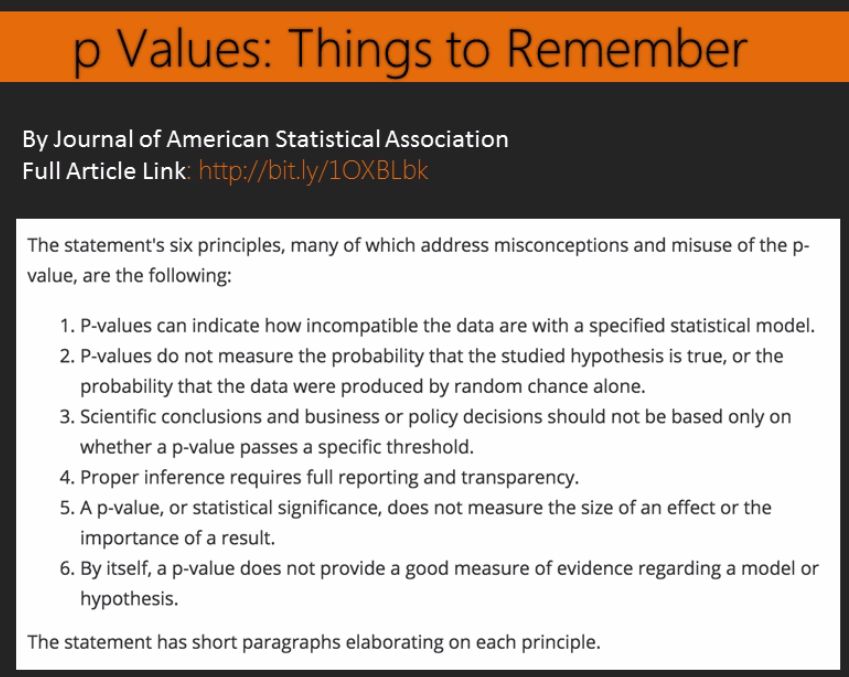 p Values: Things to Remember
By Journal of American Statistical Association
Full Article Link: http://bit.ly/1OXBLbk
The statement's six principles, many of which address misconceptions and misuse of the p-
value, are the following:
1. P-values can indicate how incompatible the data are with a specified statistical model.
2. P-values do not measure the probability that the studied hypothesis is true, or the
probability that the data were produced by random chance alone.
3. Scientific conclusions and business or policy decisions should not be based only on
whether a p-value passes a specific threshold.
4. Proper inference requires full reporting and transparency.
5. A p-value, or statistical significance, does not measure the size of an effect or the
importance of a result.
6. By itself, a p-value does not provide a good measure of evidence regarding a model or
hypothesis.
The statement has short paragraphs elaborating on each principle.